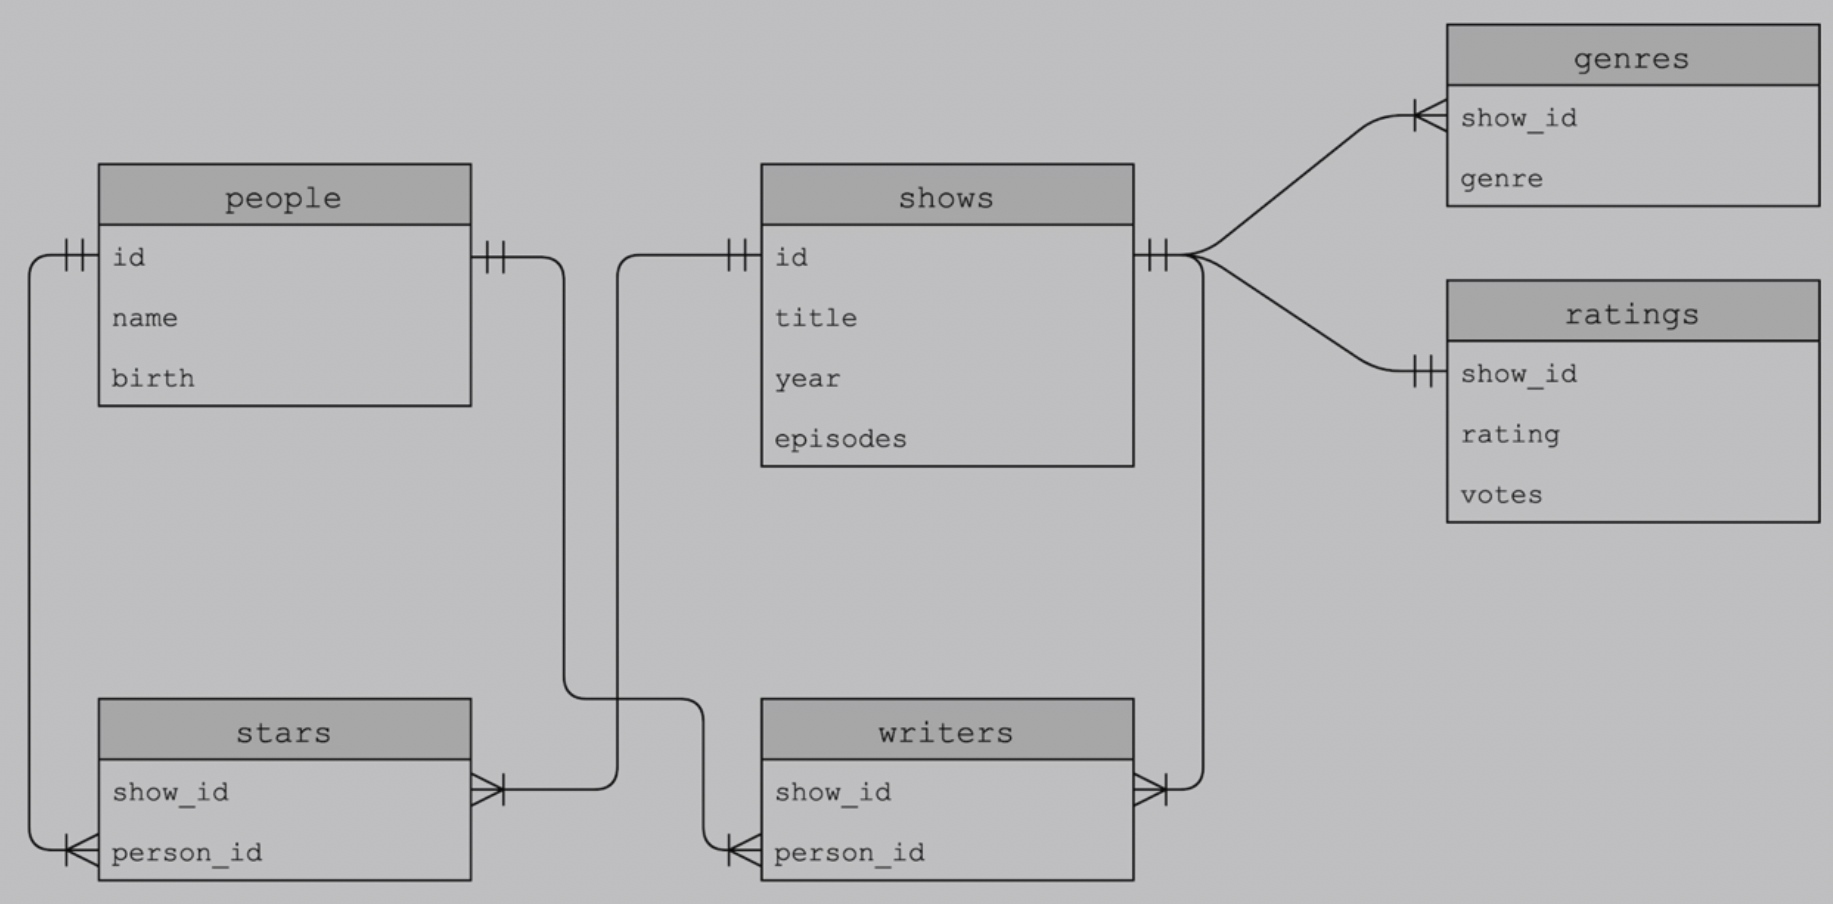 people
id
name
birth
shows
id
title
year
episodes
genres
show_id
genre
ratings
show_id
rating
votes
stars
show_id
person_id
writers
show_id
person_id